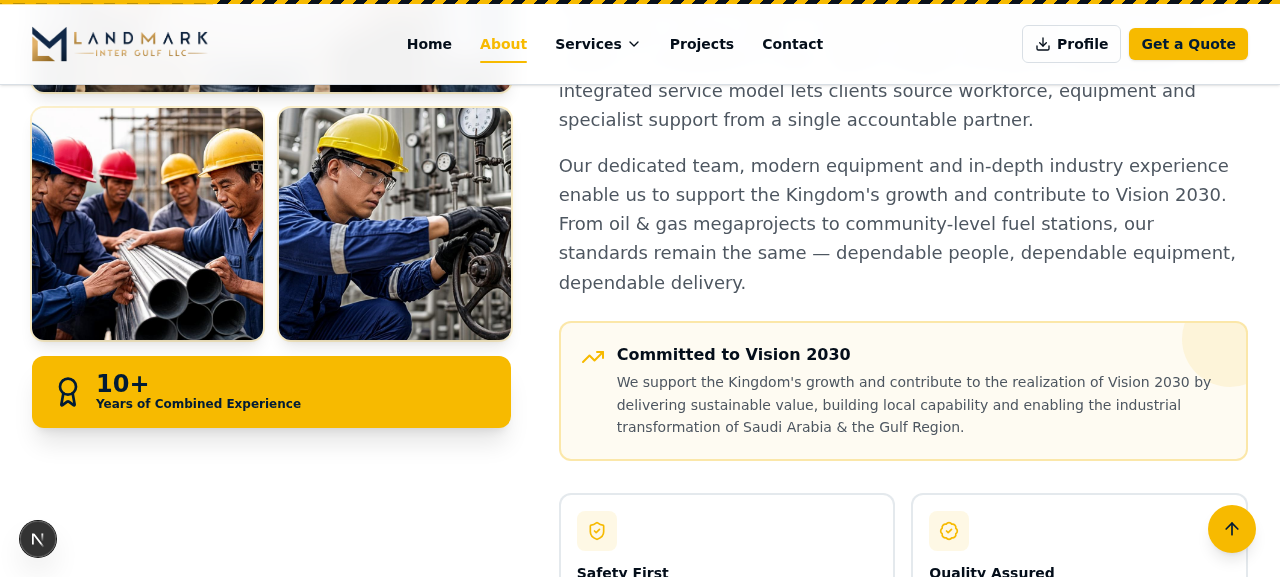 LANDMARK
INTER GULF LLC
Home
About
Services
Projects
Contact
Profile
Get a Quote
integrated service model lets clients source workforce, equipment and
specialist support from a single accountable partner.
Our dedicated team, modern equipment and in-depth industry experience
enable us to support the Kingdom's growth and contribute to Vision 2030.
From oil & gas megaprojects to community-level fuel stations, our
standards remain the same — dependable people, dependable equipment,
dependable delivery.
10+
Years of Combined Experience
Committed to Vision 2030
We support the Kingdom's growth and contribute to the realization of Vision 2030 by
delivering sustainable value, building local capability and enabling the industrial
transformation of Saudi Arabia & the Gulf Region.
Safety First
Quality Assured